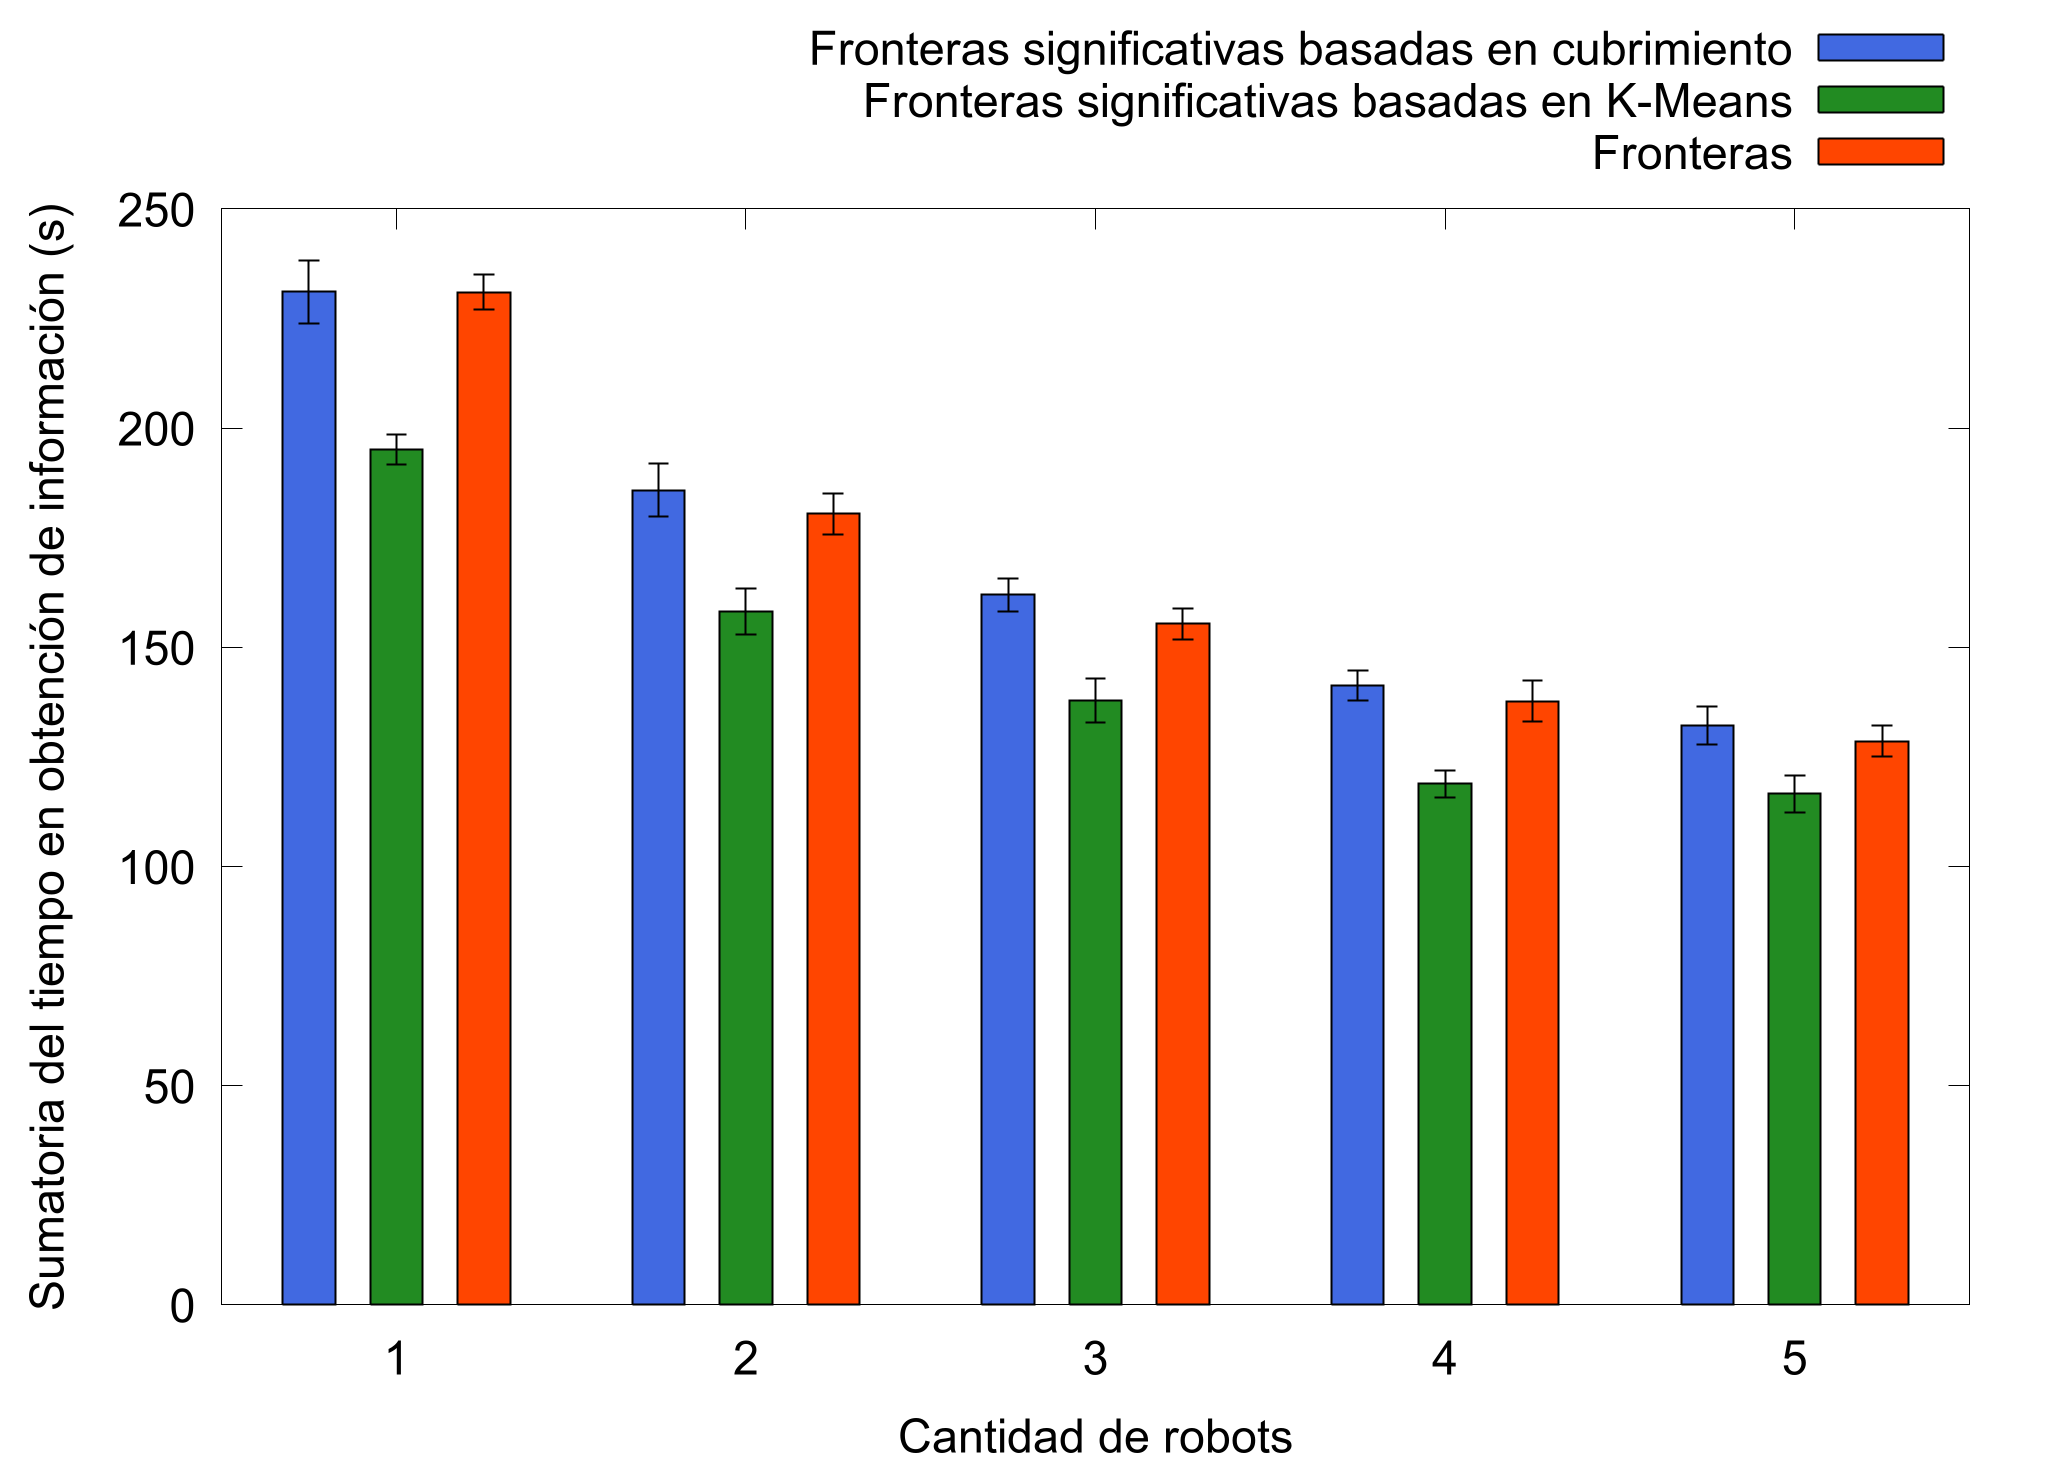 Fronteras significativas basadas en cubrimiento
Fronteras significativas basadas en K-Means
Fronteras
Sumatoria del tiempo en obtención de información (s)
250
200
150
100
50
0
1
2
3
4
5
Cantidad de robots